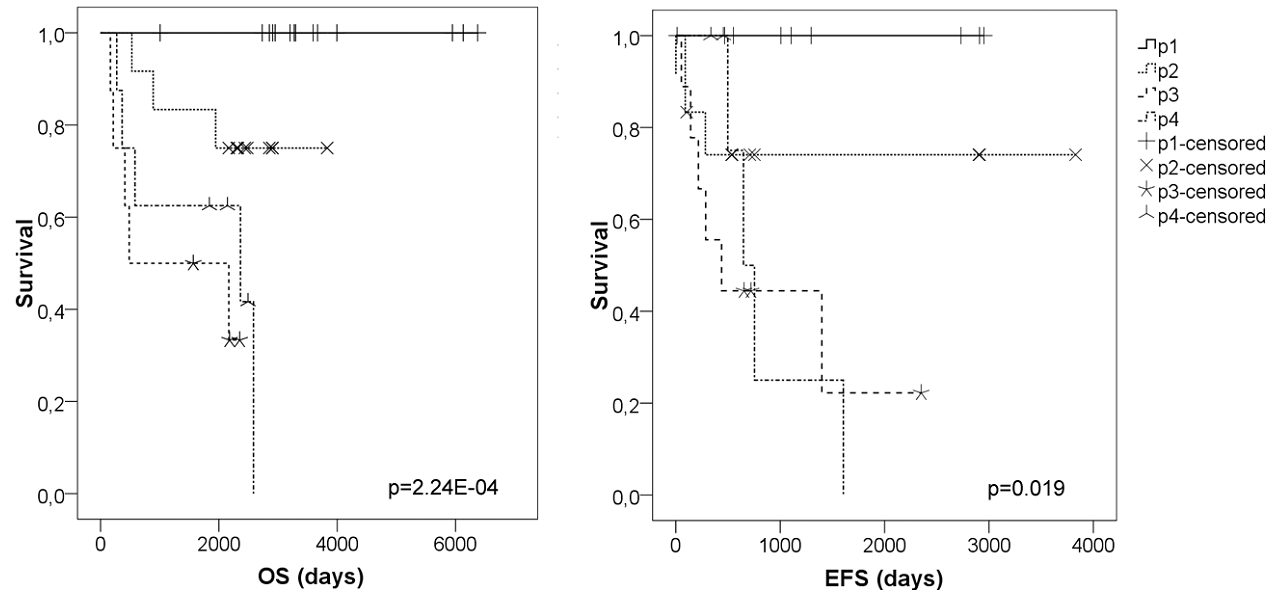 1,0
0,8
0,6
0,4
0,2
0,0
Survival
0 2000 4000 6000
OS (days)
p=2.24E-04
1,0
0,8
0,6
0,4
0,2
0,0
Survival
0 1000 2000 3000 4000
EFS (days)
p=0.019
p1
p2
p3
p4
p1-censored
p2-censored
p3-censored
p4-censored